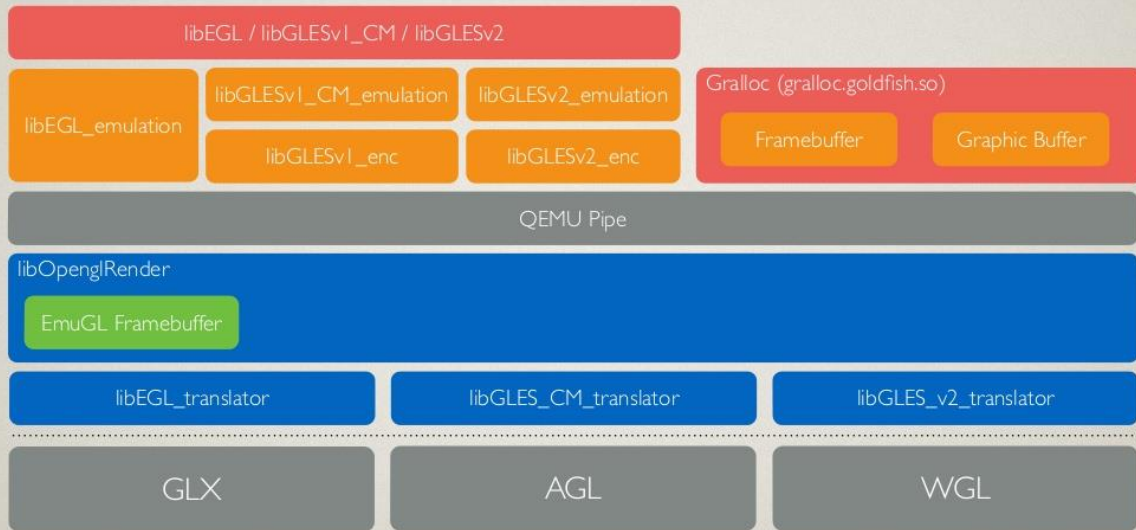 libEGL / libGLESv1_CM / libGLESv2
libEGL_emulation
libGLESv1_CM_emulation
libGLESv2_emulation
libGLESv1_enc
libGLESv2_enc
Gralloc (gralloc.goldfish.so)
Framebuffer
Graphic Buffer
QEMU Pipe
libOpenglRender
EmuGL Framebuffer
libEGL_translator
libGLES_CM_translator
libGLES_v2_translator
GLX
AGL
WGL